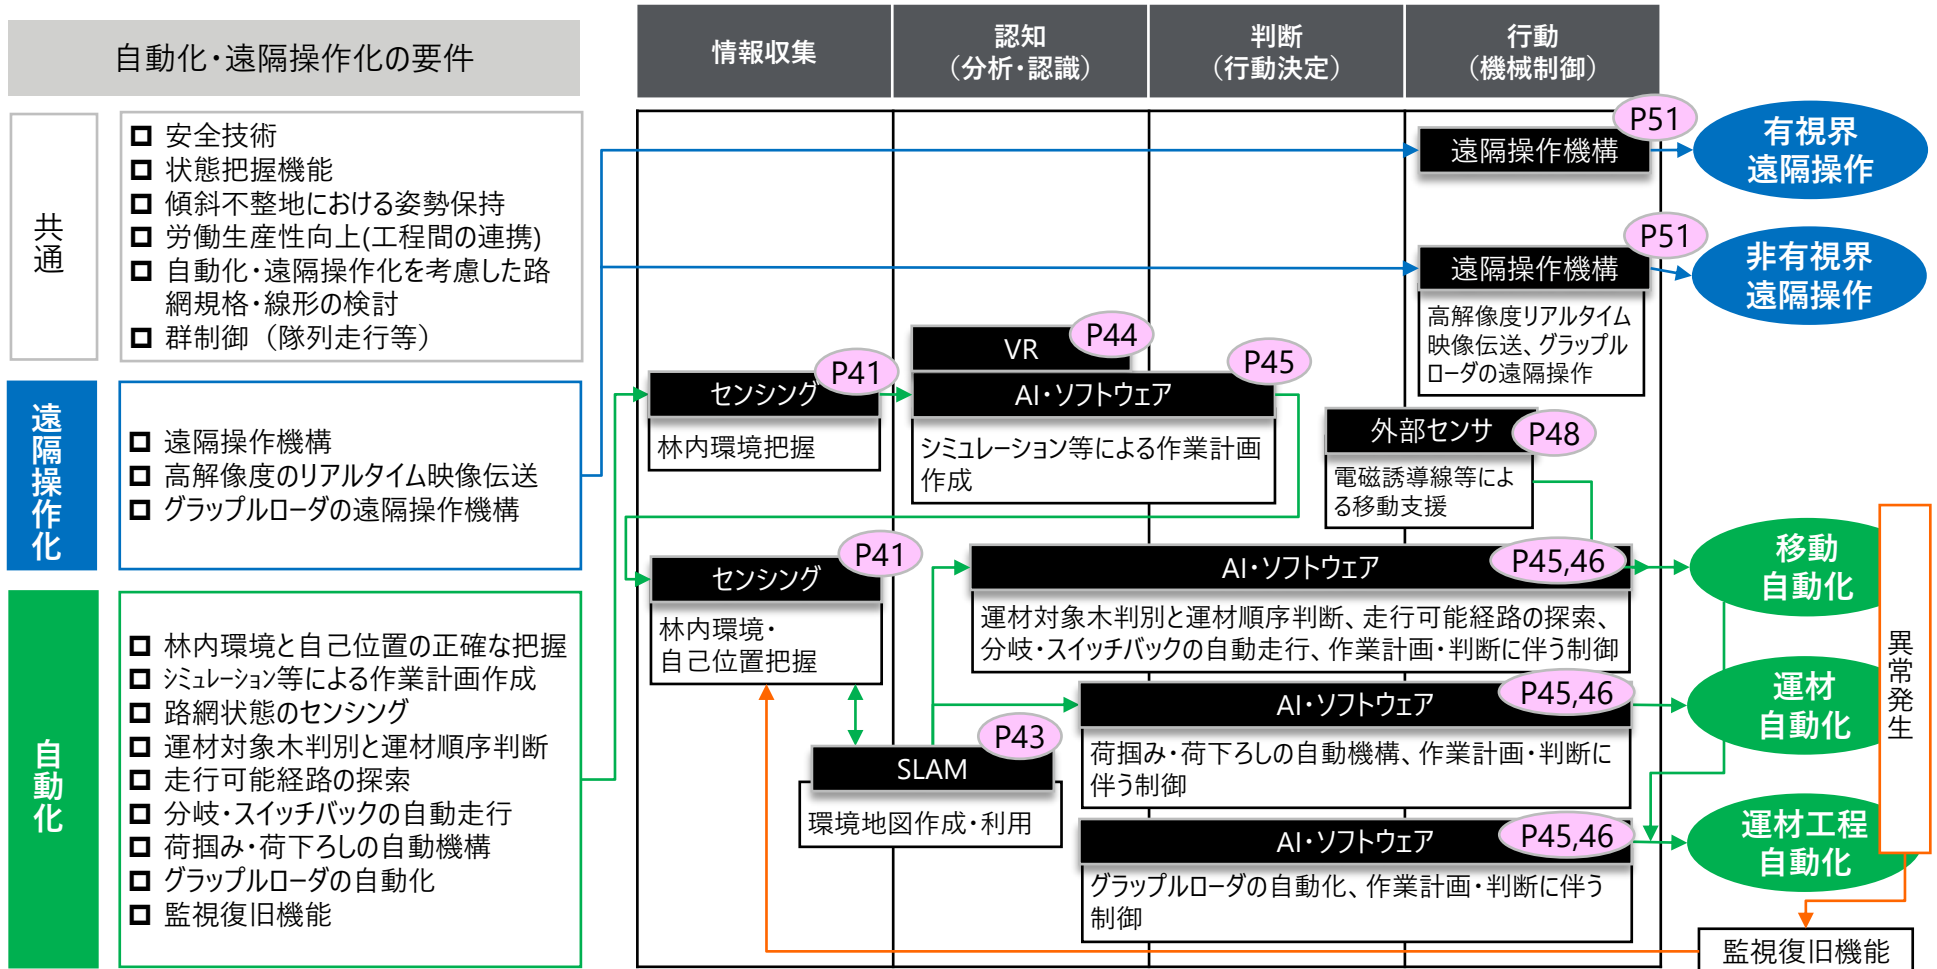 自動化・遠隔操作化の要件
情報収集
認知
（分析・認識）
判断
（行動決定）
行動
（機械制御）
共通
安全技術
状態把握機能
傾斜不整地における姿勢保持
労働生産性向上(工程間の連携)
自動化・遠隔操作化を考慮した路
網規格・線形の検討
群制御（隊列走行等）
遠隔操作化
遠隔操作機構
高解像度のリアルタイム映像伝送
グラップルローダの遠隔操作機構
自動化
林内環境と自己位置の正確な把握
シミュレーション等による作業計画作成
路網状態のセンシング
運材対象木判別と運材順序判断
走行可能経路の探索
分岐・スイッチバックの自動走行
荷掴み・荷下ろしの自動機構
グラップルローダの自動化
監視復旧機能
P51
遠隔操作機構
有視界
遠隔操作
P51
遠隔操作機構
高解像度リアルタイム
映像伝送、グラップル
ローダの遠隔操作
非有視界
遠隔操作
P41
センシング
林内環境把握
P44
VR
P45
AI・ソフトウェア
シミュレーション等による作業計画
作成
外部センサ
P48
電磁誘導線等によ
る移動支援
P41
センシング
林内環境・
自己位置把握
P43
SLAM
環境地図作成・利用
AI・ソフトウェア
P45,46
運材対象木判別と運材順序判断、走行可能経路の探索、
分岐・スイッチバックの自動走行、作業計画・判断に伴う制御
移動
自動化
AI・ソフトウェア
P45,46
荷掴み・荷下ろしの自動機構、作業計画・判断に
伴う制御
運材
自動化
AI・ソフトウェア
P45,46
グラップルローダの自動化、作業計画・判断に伴う
制御
運材工程
自動化
異常発生
監視復旧機能